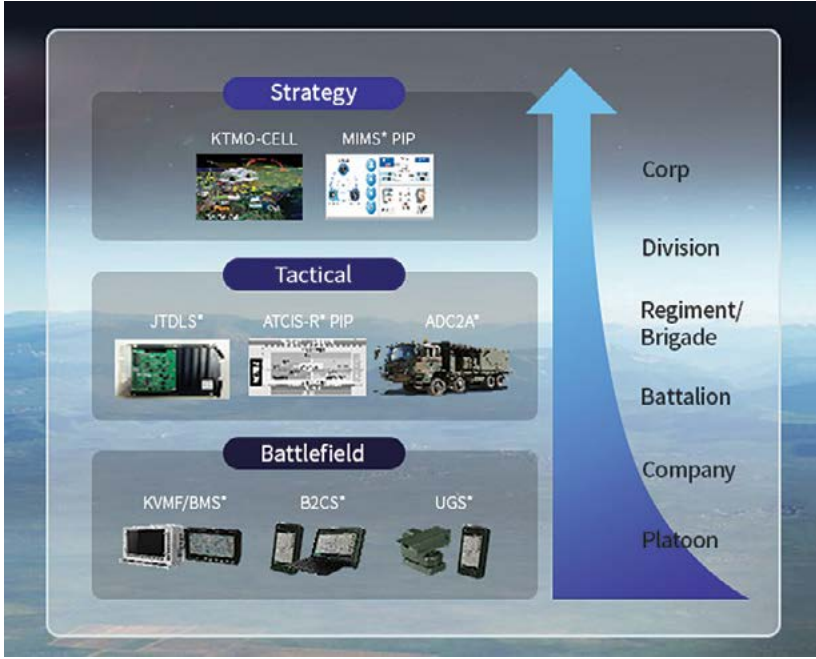 Strategy
KTMO-CELL
MIMS* PIP
Tactical
JTDLS*
ATCIS-R* PIP
ADC2A*
Battlefield
KVMF/BMS*
B2CS*
UGS*
Corp
Division
Regiment/
Brigade
Battalion
Company
Platoon